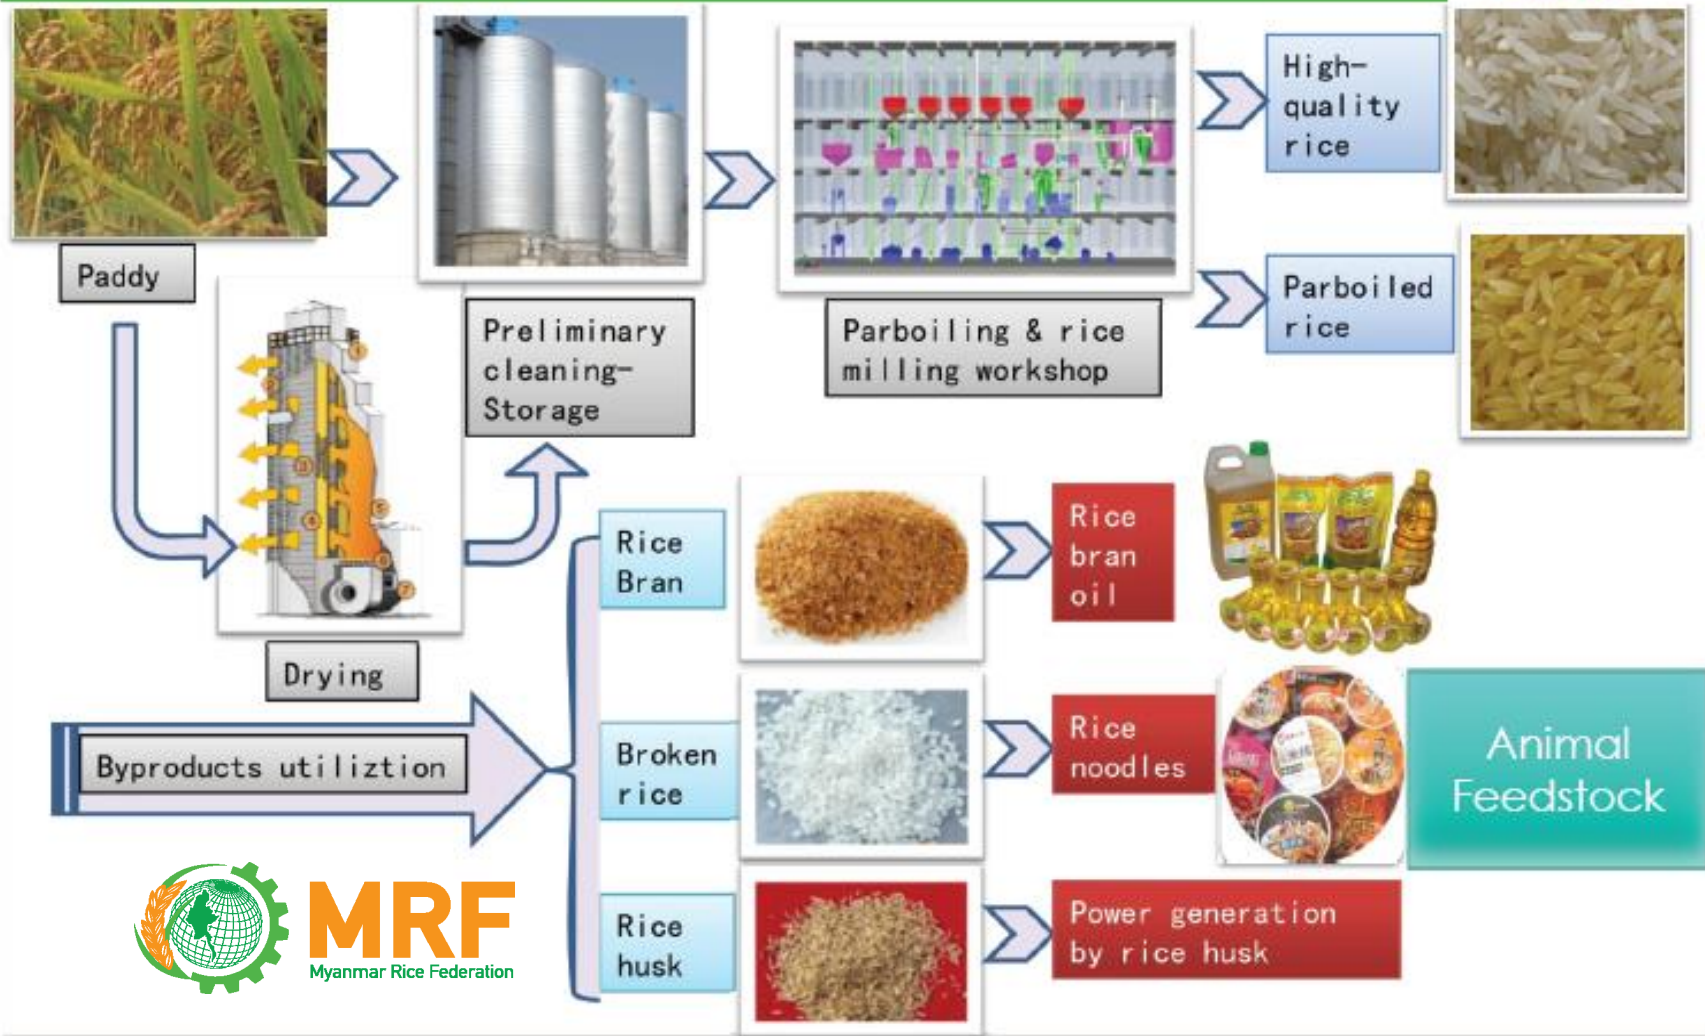 Paddy
Preliminary
cleaning-
Storage
Parboiling & rice
milling workshop
High-
quality
rice
Parboiled
rice
Drying
Byproducts utiliztion
Rice
Bran
Rice
bran
oil
Broken
rice
Rice
noodles
Animal
Feedstock
Rice
husk
Power generation
by rice husk
MRF
Myanmar Rice Federation